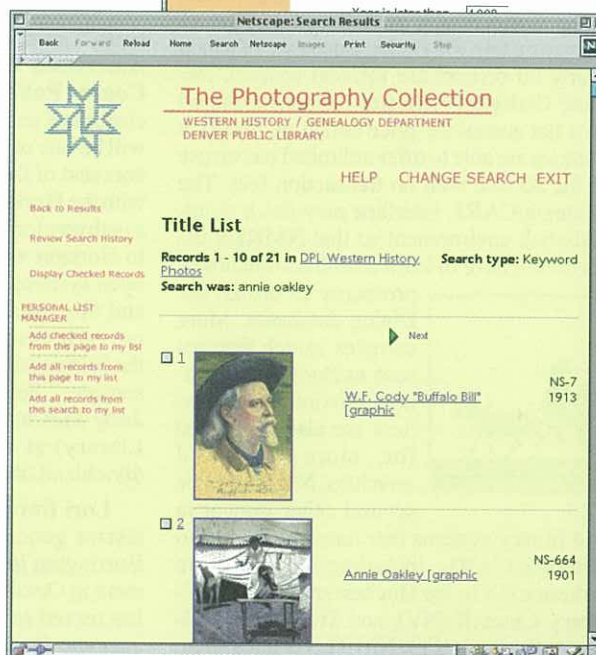 Year is later than
Netscape: Search Results
Back Forward Reload Home Search Netscape Images Print Security Stop
N
The Photography Collection
WESTERN HISTORY / GENEALOGY DEPARTMENT
DENVER PUBLIC LIBRARY
HELP CHANGE SEARCH EXIT
Back to Results
Review Search History
Display Checked Records
PERSONAL LIST
MANAGER
Add checked records
from this page to my list
Add all records from
this page to my list
Add all records from
this search to my list
Title List
Records 1 - 10 of 21 in DPL Western History Search type: Keyword
Photos
Search was: annie oakley
Next
1
W.F. Cody "Buffalo Bill" NS-7
[graphic 1913
2
Annie Oakley [graphic NS-664
1901